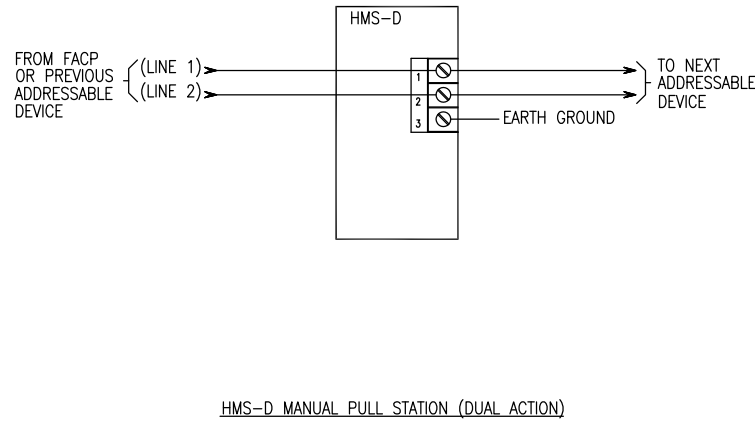 HMS-D
FROM FACP
OR PREVIOUS
ADDRESSABLE
DEVICE
(LINE 1)
(LINE 2)
1
2
3
EARTH GROUND
TO NEXT
ADDRESSABLE
DEVICE
HMS-D MANUAL PULL STATION (DUAL ACTION)